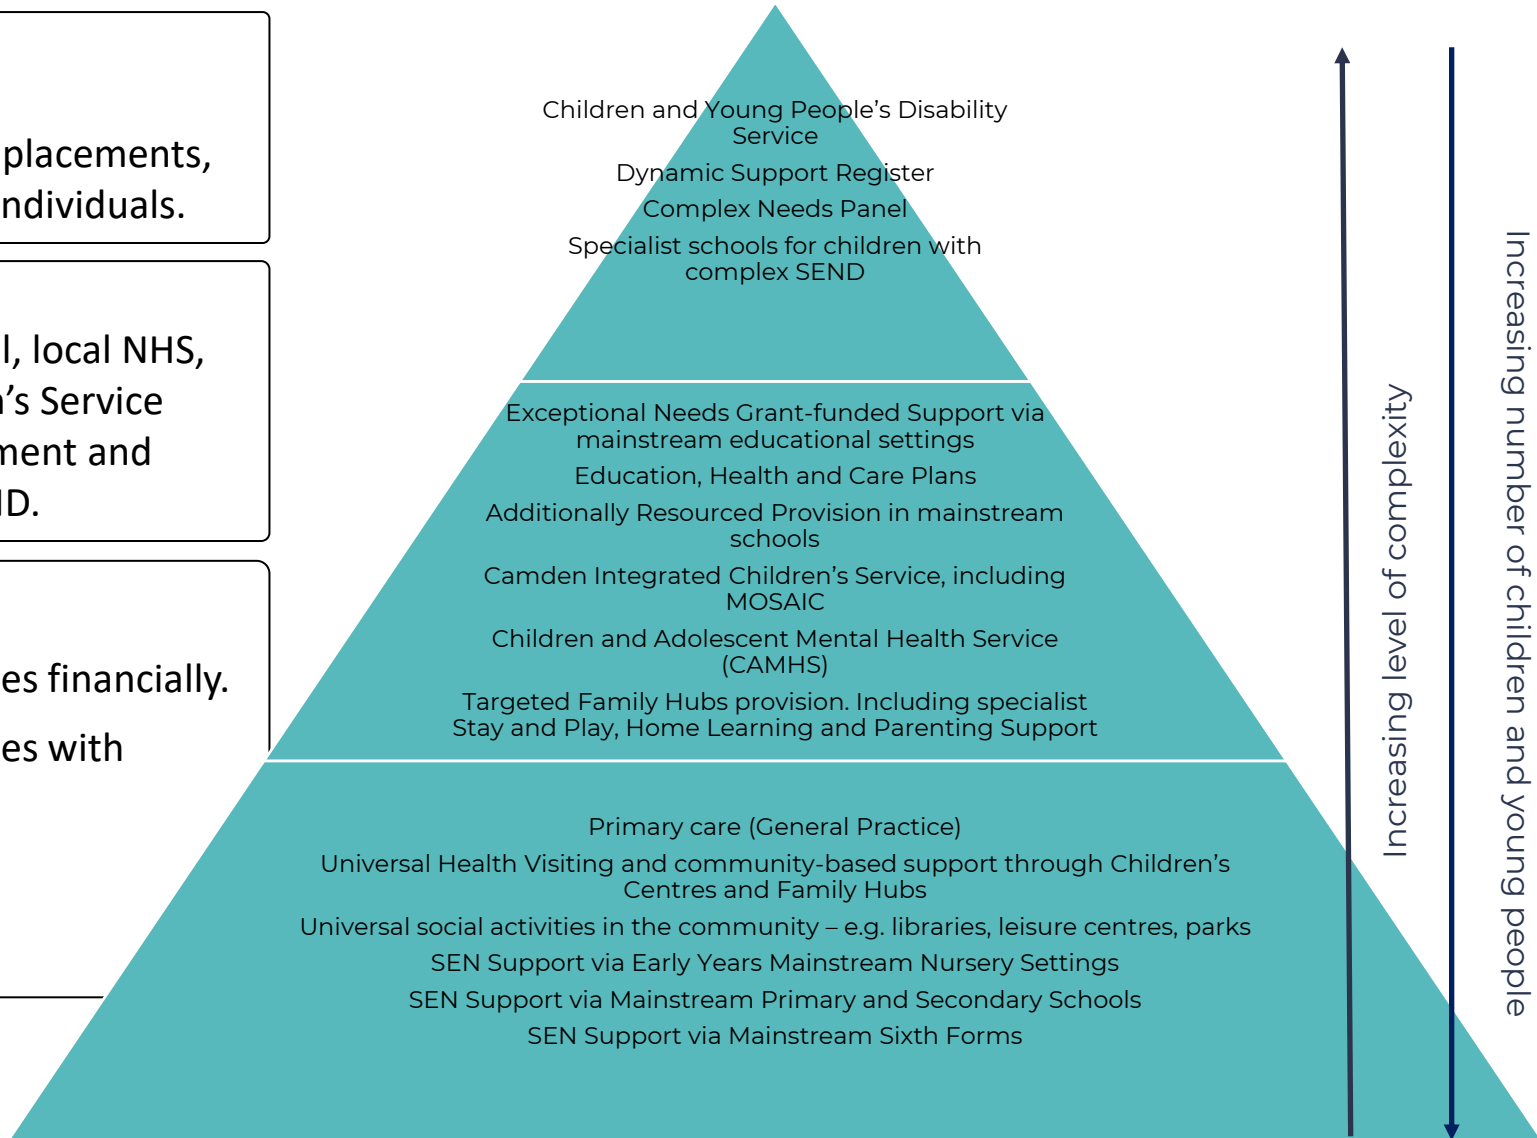 placements,
individuals.
l, local NHS,
's Service
ment and
ND.
es financially.
es with
Children and Young People's Disability
Service
Dynamic Support Register
Complex Needs Panel
Specialist schools for children with
complex SEND
Exceptional Needs Grant-funded Support via
mainstream educational settings
Education, Health and Care Plans
Additionally Resourced Provision in mainstream
schools
Camden Integrated Children's Service, including
MOSAIC
Children and Adolescent Mental Health Service
(CAMHS)
Targeted Family Hubs provision. Including specialist
Stay and Play, Home Learning and Parenting Support
Primary care (General Practice)
Universal Health Visiting and community-based support through Children's
Centres and Family Hubs
Universal social activities in the community – e.g. libraries, leisure centres, parks
SEN Support via Early Years Mainstream Nursery Settings
SEN Support via Mainstream Primary and Secondary Schools
SEN Support via Mainstream Sixth Forms
Increasing level of complexity
Increasing number of children and young people